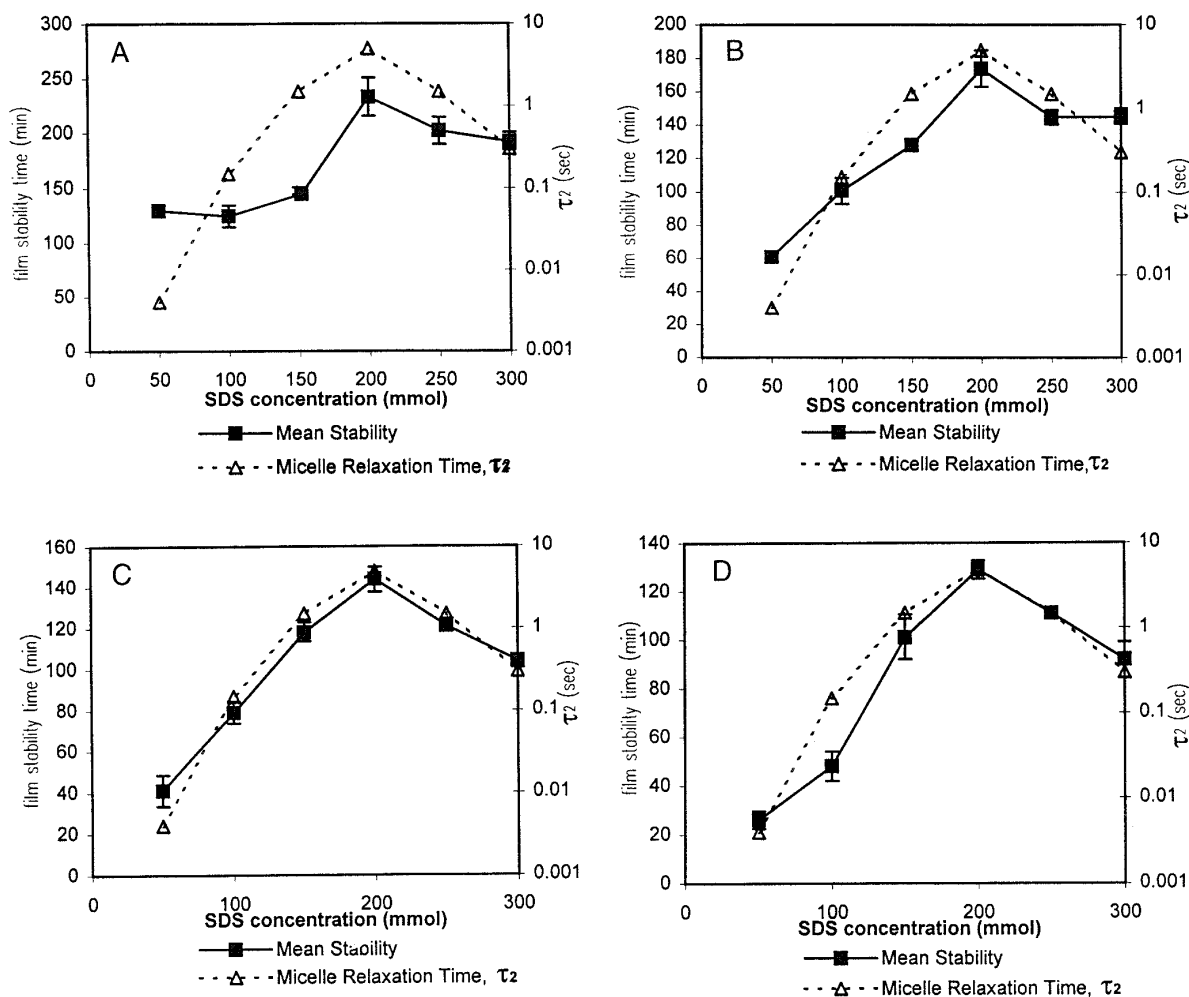 A
300
250
200
150
100
50
0
film stability time (min)
10
1
0.1
0.01
0.001
τ2 (sec)
0 50 100 150 200 250 300
SDS concentration (mmol)
Mean Stability
Micelle Relaxation Time, τ2
B
200
180
160
140
120
100
80
60
40
20
0
film stability time (min)
10
1
0.1
0.01
0.001
τ2 (sec)
0 50 100 150 200 250 300
SDS concentration (mmol)
Mean Stability
Micelle Relaxation Time, τ2
C
160
140
120
100
80
60
40
20
0
film stability time (min)
10
1
0.1
0.01
0.001
τ2 (sec)
0 100 200 300
SDS concentration (mmol)
Mean Stability
Micelle Relaxation Time, τ2
D
140
120
100
80
60
40
20
0
film stability time (min)
10
1
0.1
0.01
0.001
τ2 (sec)
0 100 200 300
SDS concentration (mmol)
Mean Stability
Micelle Relaxation Time, τ2